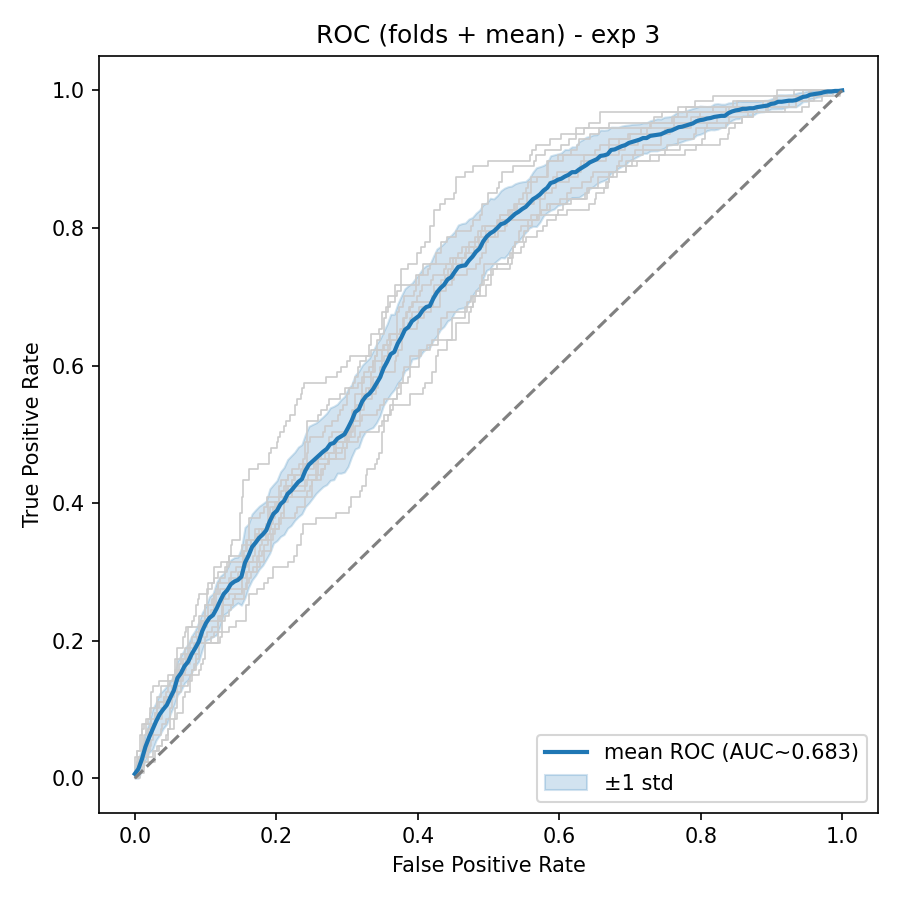 ROC (folds + mean) - exp 3
1.0
0.8
0.6
0.4
0.2
0.0
True Positive Rate
mean ROC (AUC~0.683)
±1 std
0.0 0.2 0.4 0.6 0.8 1.0
False Positive Rate